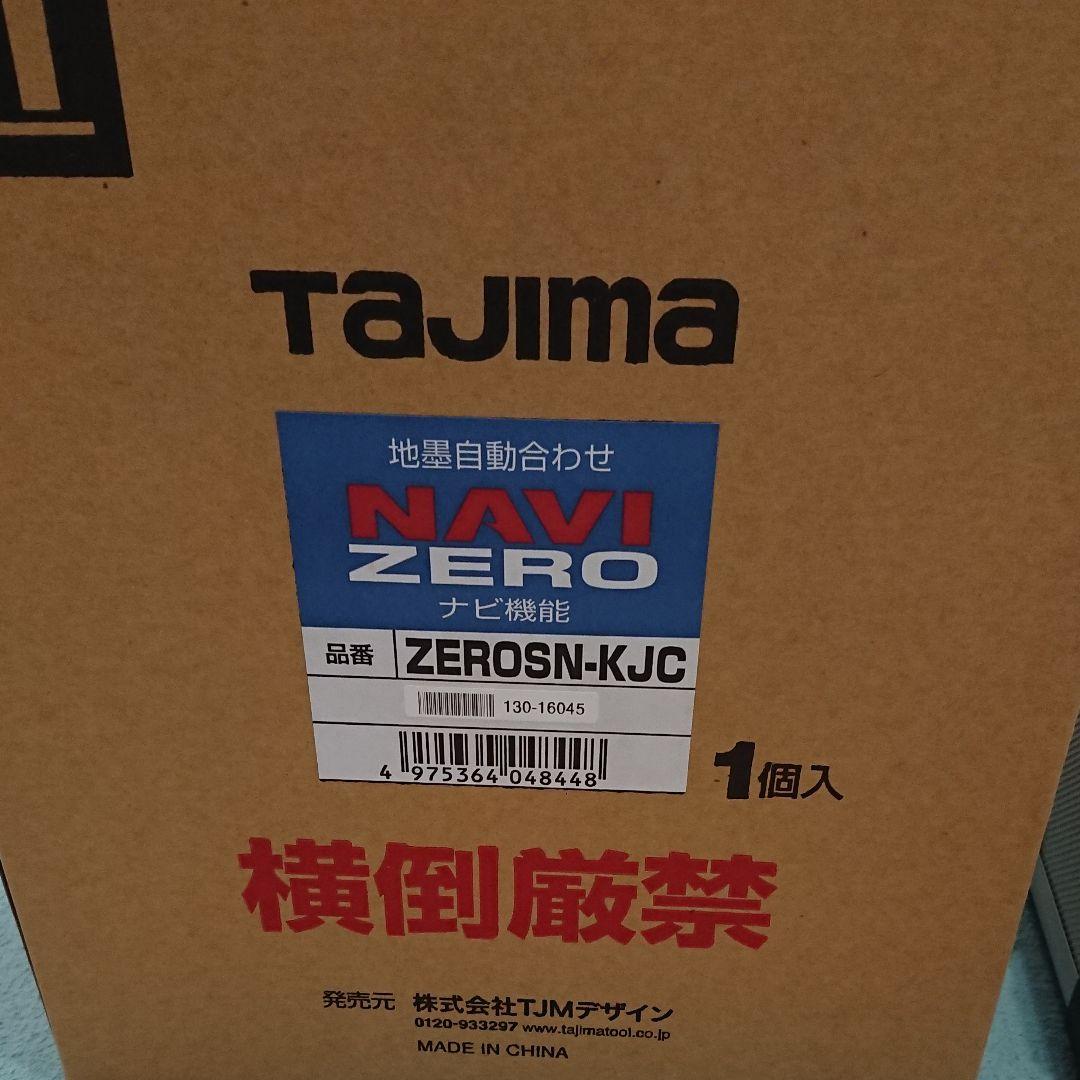 Tajima
地墨自動合わせ
NAVI
ZERO
ナビ機能
品番 ZEROSN-KJC
130-16045
4 975364 048448
1個入
横倒厳禁
発売元 株式会社TJMデザイン
0120-933297 www.tajimatool.co.jp
MADE IN CHINA